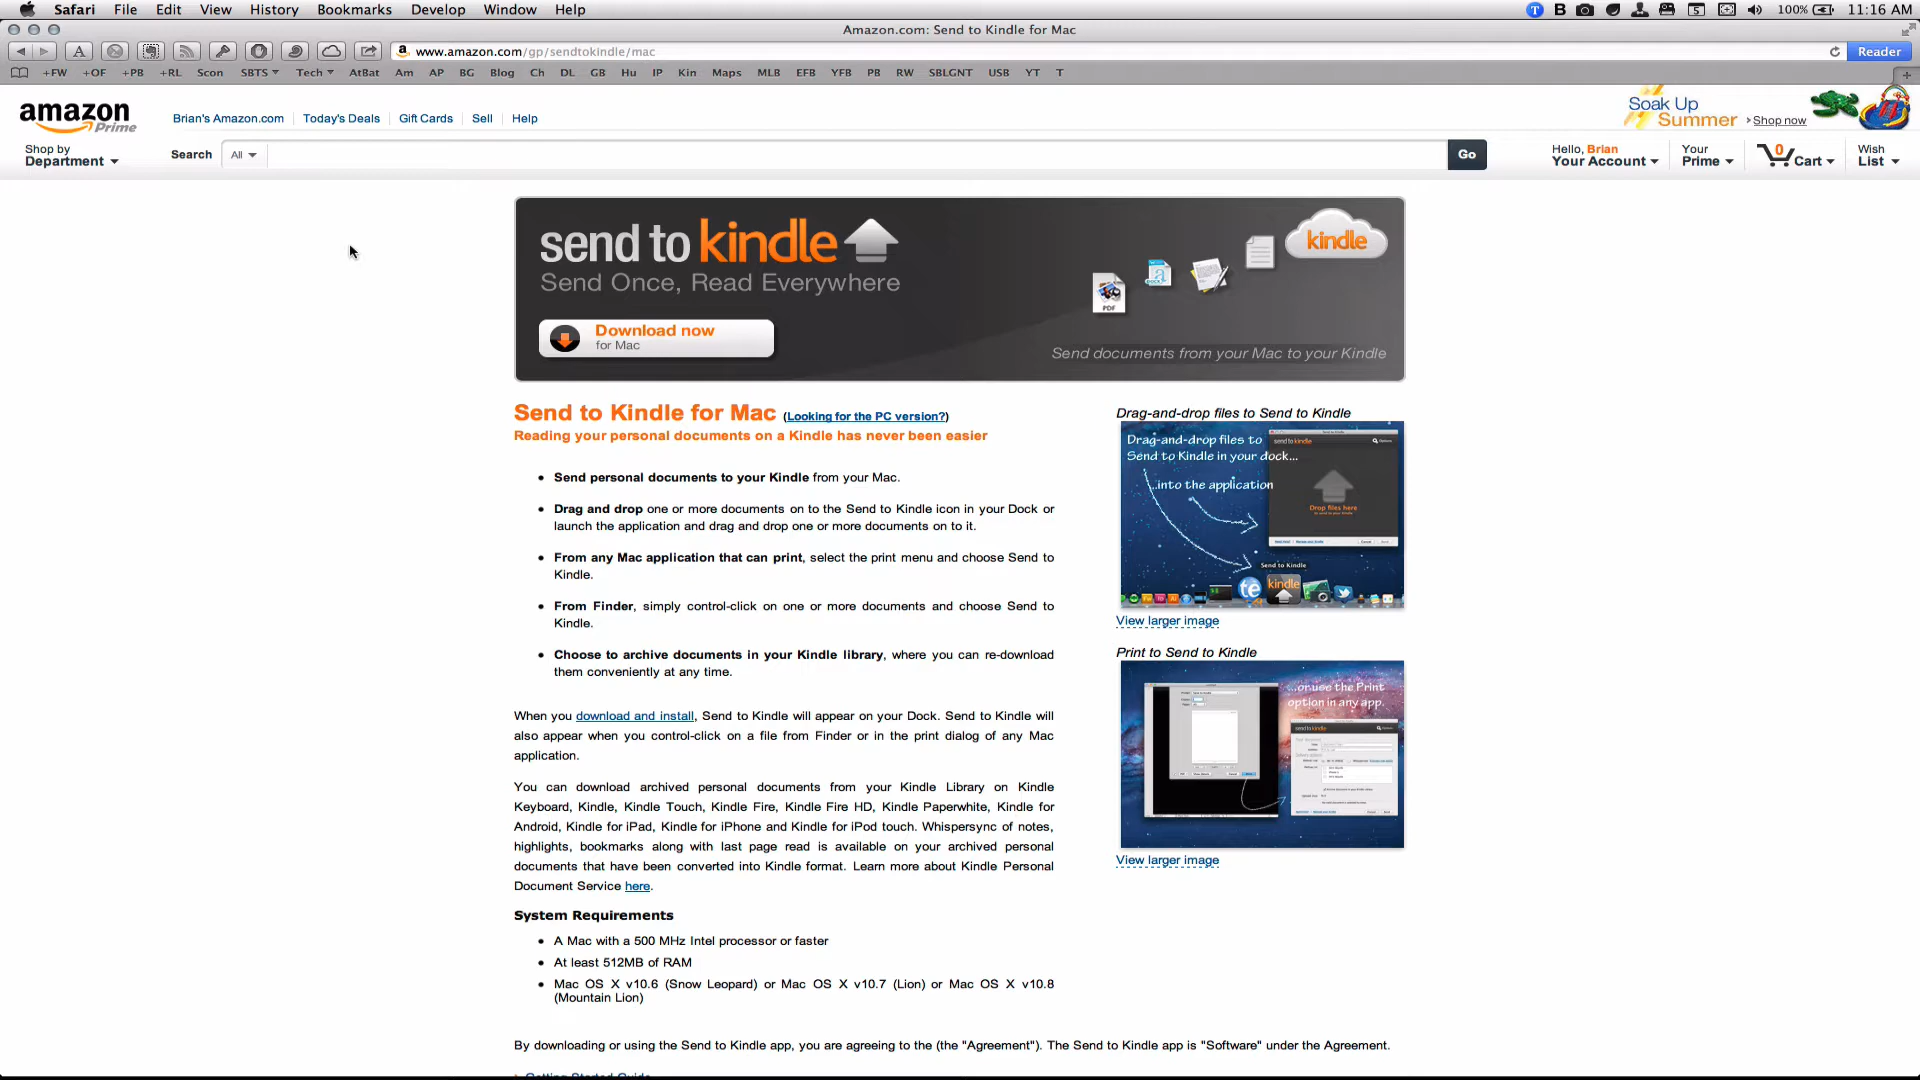 Safari File Edit View History Bookmarks Develop Window Help
100% 11:16 AM
Amazon.com: Send to Kindle for Mac
www.amazon.com/gp/sendtokindle/mac
Reader
+FW +OF +PB +RL Scon SBTS Tech AtBat Am AP BG Blog Ch DL GB Hu IP Kin Maps MLB EFB YFB PB RW SBLGNT USB YT T
amazon
Prime
Brian's Amazon.com Today's Deals Gift Cards Sell Help
Soak Up
Summer Shop now
Shop by
Department
Search All Go
Hello, Brian
Your Account
Your
Prime
0
Cart
Wish
List
send to kindle
Send Once, Read Everywhere
Download now
for Mac
PDF
kindle
Send documents from your Mac to your Kindle
Send to Kindle for Mac (Looking for the PC version?)
Reading your personal documents on a Kindle has never been easier
• Send personal documents to your Kindle from your Mac.
• Drag and drop one or more documents on to the Send to Kindle icon in your Dock or
launch the application and drag and drop one or more documents on to it.
• From any Mac application that can print, select the print menu and choose Send to
Kindle.
• From Finder, simply control-click on one or more documents and choose Send to
Kindle.
• Choose to archive documents in your Kindle library, where you can re-download
them conveniently at any time.
When you download and install, Send to Kindle will appear on your Dock. Send to Kindle will
also appear when you control-click on a file from Finder or in the print dialog of any Mac
application.
You can download archived personal documents from your Kindle Library on Kindle
Keyboard, Kindle, Kindle Touch, Kindle Fire, Kindle Fire HD, Kindle Paperwhite, Kindle for
Android, Kindle for iPad, Kindle for iPhone and Kindle for iPod touch. Whispersync of notes,
highlights, bookmarks along with last page read is available on your archived personal
documents that have been converted into Kindle format. Learn more about Kindle Personal
Document Service here.
System Requirements
• A Mac with a 500 MHz Intel processor or faster
• At least 512MB of RAM
• Mac OS X v10.6 (Snow Leopard) or Mac OS X v10.7 (Lion) or Mac OS X v10.8
(Mountain Lion)
By downloading or using the Send to Kindle app, you are agreeing to the (the "Agreement"). The Send to Kindle app is "Software" under the Agreement.
Drag-and-drop files to Send to Kindle
Drag-and-drop files to
Send to Kindle in your dock...
...into the application
send to kindle
Options
Drop files here
Send to Kindle
te
kindle
View larger image
Print to Send to Kindle
...or use the Print
option in any app.
send to kindle
View larger image